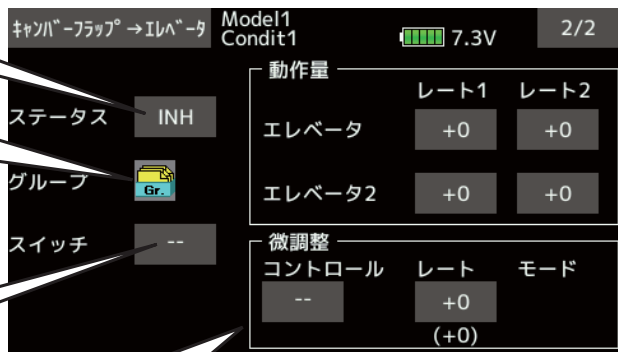 ｷｬﾝﾊﾞｰﾌﾗｯﾌﾟ→ｴﾚﾍﾞｰﾀ Model1 Condit1 7.3V 2/2
動作量
レート1 レート2
ステータス INH
エレベータ +0 +0
グループ Gr.
エレベータ2 +0 +0
スイッチ --
微調整
コントロール レート モード
-- +0
(+0)